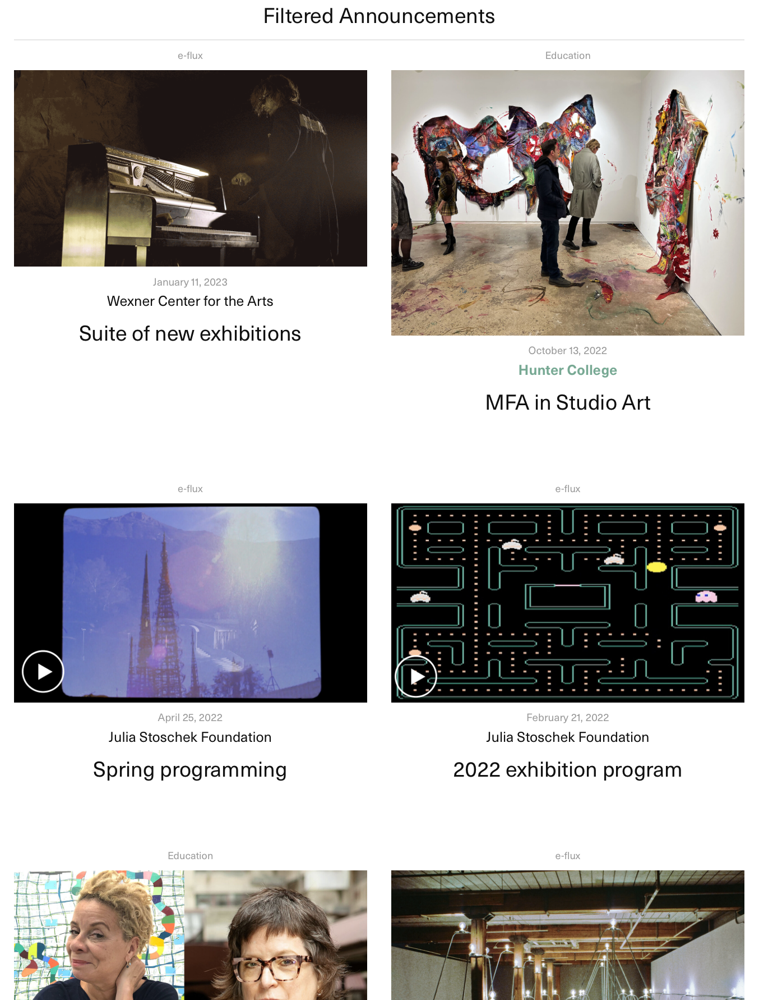 Filtered Announcements
e-flux
January 11, 2023
Wexner Center for the Arts
Suite of new exhibitions
Education
October 13, 2022
Hunter College
MFA in Studio Art
e-flux
April 25, 2022
Julia Stoschek Foundation
Spring programming
e-flux
February 21, 2022
Julia Stoschek Foundation
2022 exhibition program
Education
e-flux